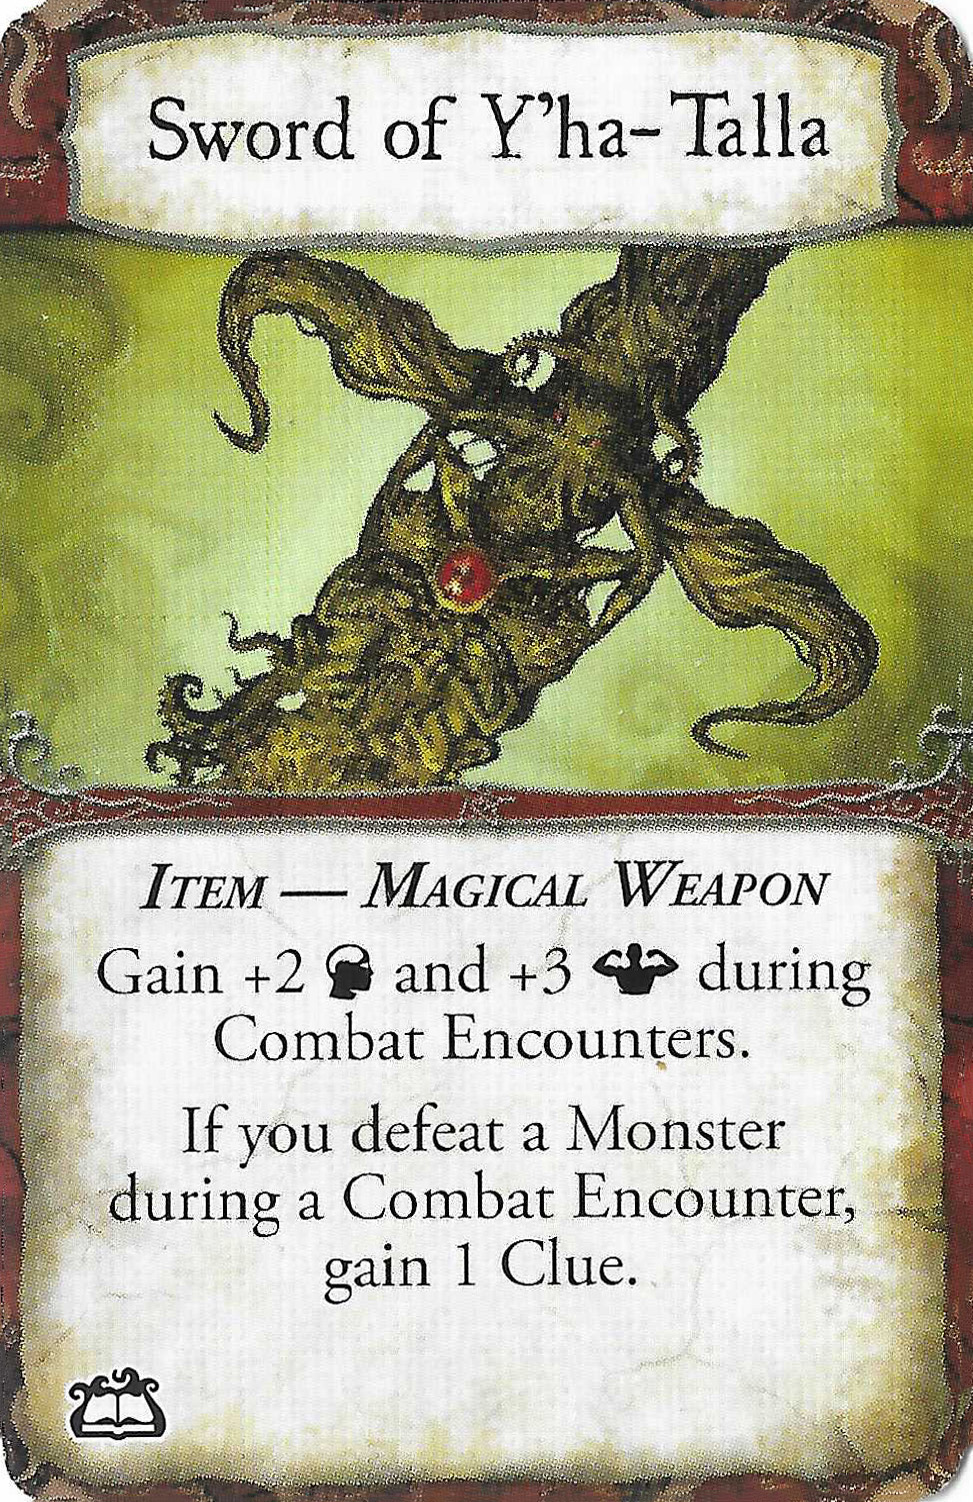 Sword of Y'ha-Talla
Item — Magical Weapon
Gain +2 and +3 during
Combat Encounters.
If you defeat a Monster
during a Combat Encounter,
gain 1 Clue.